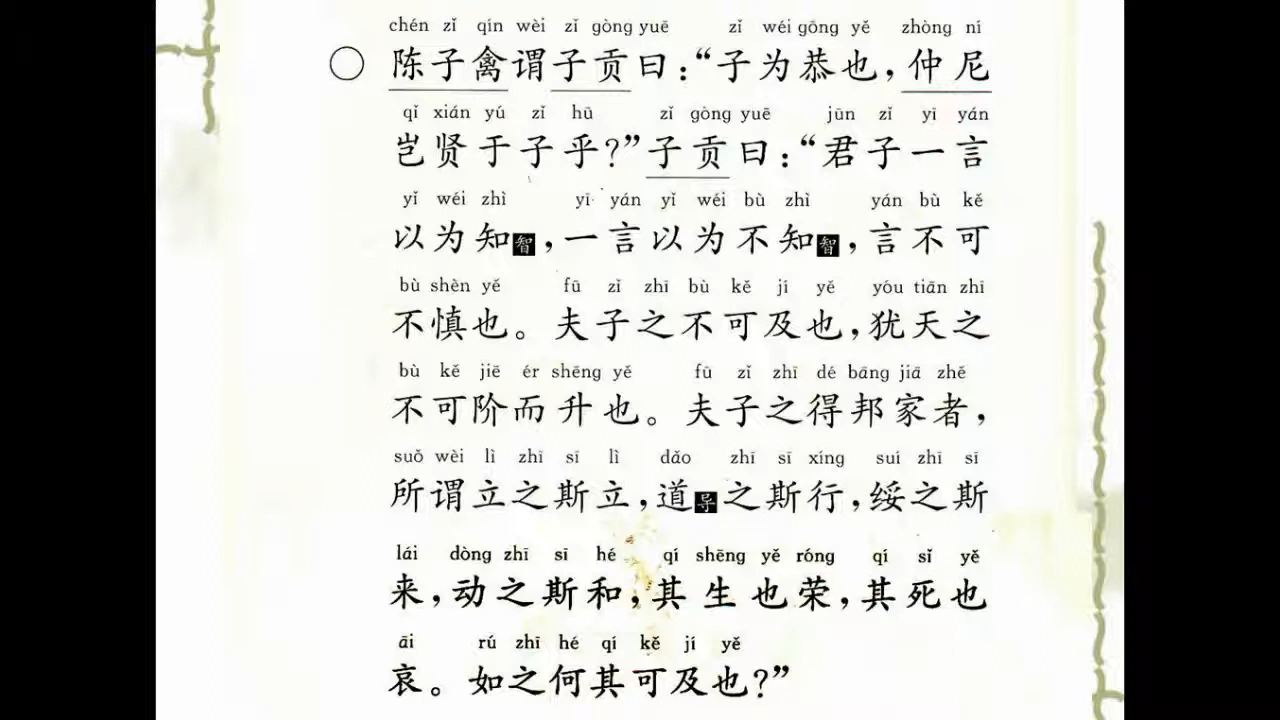 chén zǐ qín wèi zǐ gòng yuē zǐ wéi gōng yě zhòng ní
○ 陈子禽谓子贡曰：“子为恭也，仲尼
qǐ xián yú zǐ hū zǐ gòng yuē jūn zǐ yī yán
岂贤于子乎？”子贡曰：“君子一言
yǐ wéi zhì yī yán yǐ wéi bù zhì yán bù kě
以为知智，一言以为不知智，言不可
bù shèn yě fū zǐ zhī bù kě jí yě yóu tiān zhī
不慎也。夫子之不可及也，犹天之
bù kě jiē ér shēng yě fū zǐ zhī dé bāng jiā zhě
不可阶而升也。夫子之得邦家者，
suǒ wèi lì zhī sī lì dǎo zhī sī xíng suí zhī sī
所谓立之斯立，道导之斯行，绥之斯
lái dòng zhī sī hé qí shēng yě róng qí sǐ yě
来，动之斯和，其生也荣，其死也
āi rú zhī hé qí kě jí yě
哀。如之何其可及也？”